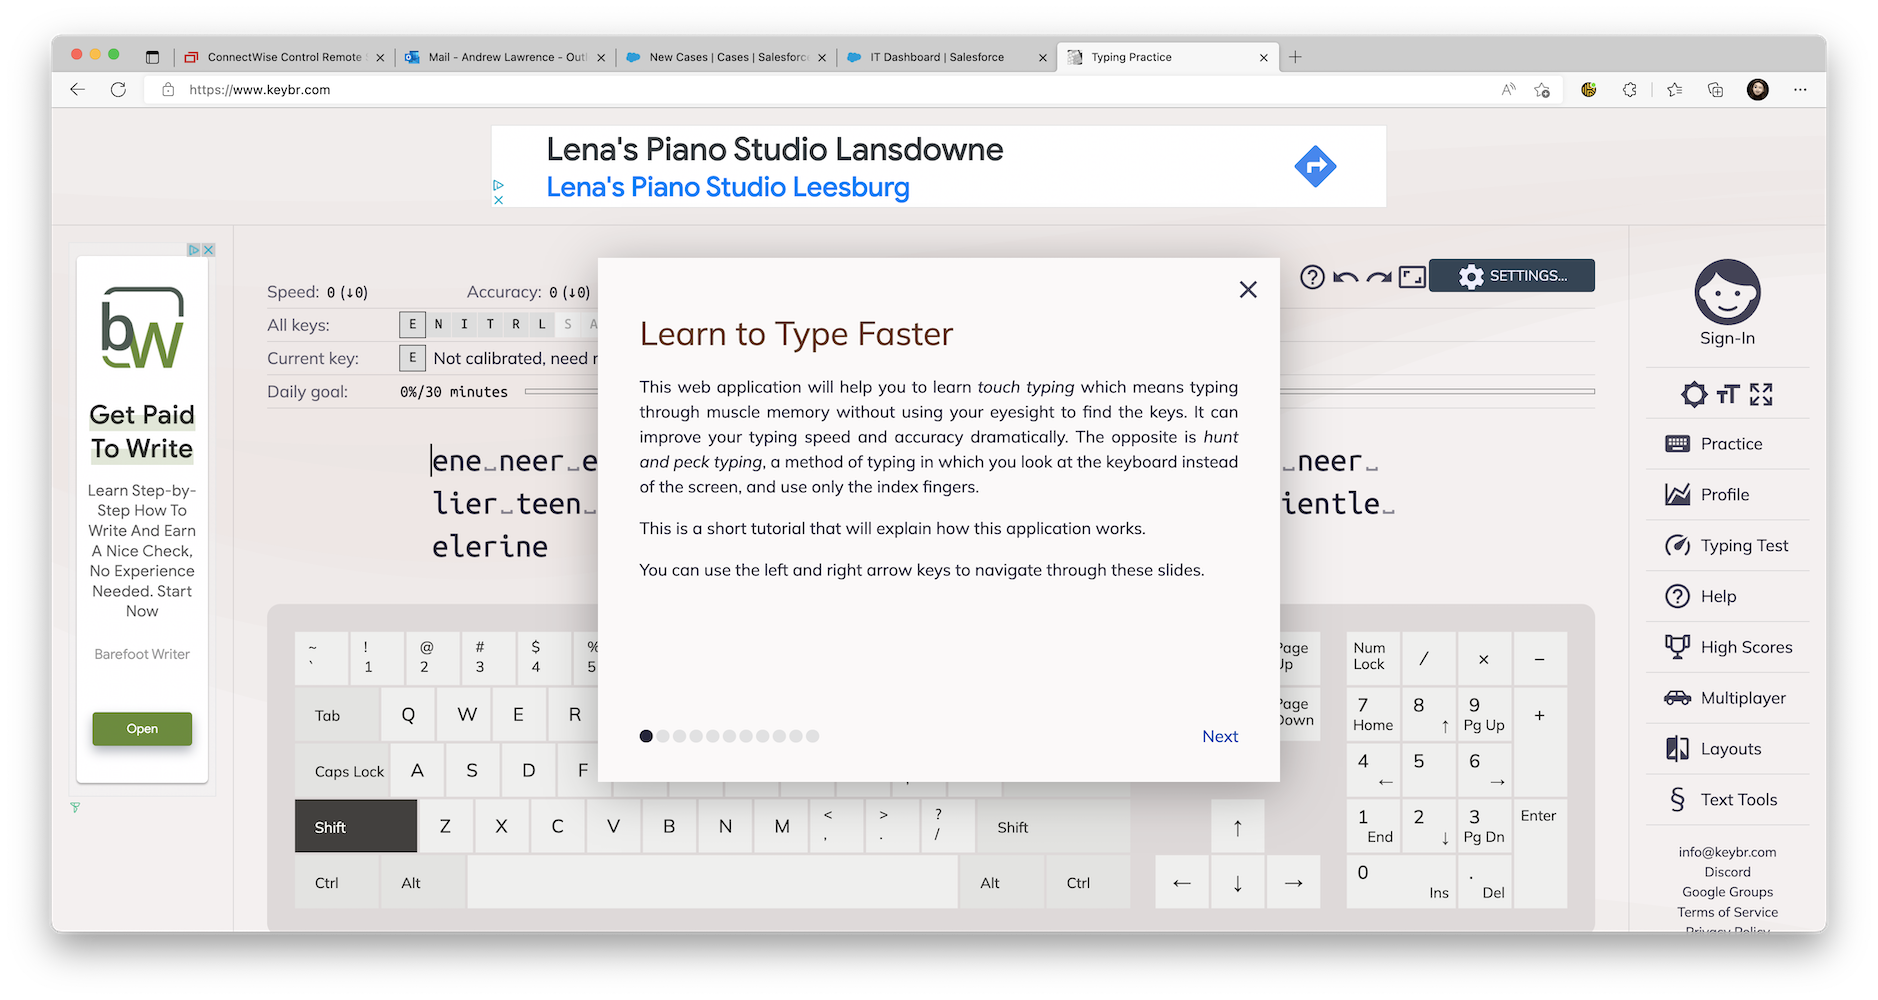 ConnectWise Control Remote
Mail - Andrew Lawrence - Outl
New Cases | Cases | Salesforc
IT Dashboard | Salesforce
Typing Practice
https://www.keybr.com
Lena's Piano Studio Lansdowne
Lena's Piano Studio Leesburg
bw
Get Paid
To Write
Learn Step-by-
Step How To
Write And Earn
A Nice Check,
No Experience
Needed. Start
Now
Barefoot Writer
Open
Speed: 0 (↓0)
Accuracy: 0 (↓0)
All keys: E N I T R L S A
Current key: E Not calibrated, need
Daily goal: 0%/30 minutes
SETTINGS...
ene␣neer␣e
␣neer␣
lier␣teen␣
ientle␣
elerine
Learn to Type Faster
This web application will help you to learn touch typing which means typing
through muscle memory without using your eyesight to find the keys. It can
improve your typing speed and accuracy dramatically. The opposite is hunt
and peck typing, a method of typing in which you look at the keyboard instead
of the screen, and use only the index fingers.
This is a short tutorial that will explain how this application works.
You can use the left and right arrow keys to navigate through these slides.
Next
~ ! @ # $ %
` 1 2 3 4 5
Page
Up
Num
Lock
/ × −
Tab Q W E R
Page
Down
7 8 9 +
Home ↑ Pg Up
Caps Lock A S D F
4 5 6
← →
Shift Z X C V B N M < , > . ? / Shift
↑
1 2 3 Enter
End ↓ Pg Dn
Ctrl Alt Alt Ctrl
← ↓ →
0 .
Ins Del
Sign-In
Practice
Profile
Typing Test
Help
High Scores
Multiplayer
Layouts
Text Tools
info@keybr.com
Discord
Google Groups
Terms of Service
Privacy Policy